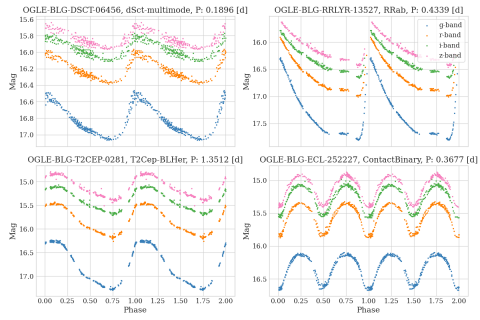 OGLE-BLG-DSCT-06456, dSct-multimode, P: 0.1896 [d]
OGLE-BLG-RRLYR-13527, RRab, P: 0.4339 [d]
15.6
15.8
16.0
16.2
16.4
16.6
16.8
17.0
Mag
16.0
16.5
17.0
17.5
Mag
g-band
r-band
i-band
z-band
OGLE-BLG-T2CEP-0281, T2Cep-BLHer, P: 1.3512 [d]
OGLE-BLG-ECL-252227, ContactBinary, P: 0.3677 [d]
15.0
15.5
16.0
16.5
17.0
Mag
0.00 0.25 0.50 0.75 1.00 1.25 1.50 1.75 2.00
Phase
15.0
15.5
16.0
16.5
Mag
0.00 0.25 0.50 0.75 1.00 1.25 1.50 1.75 2.00
Phase